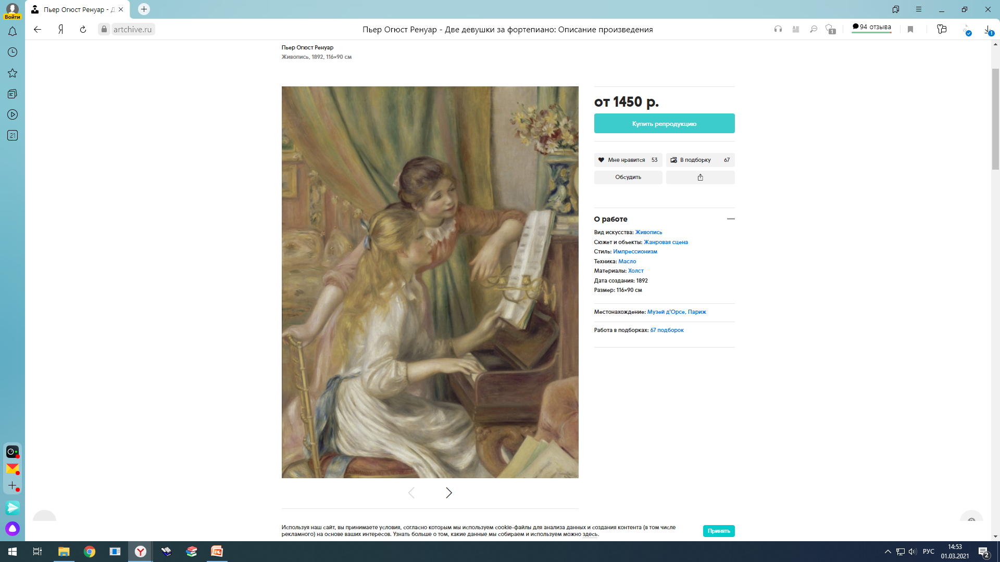 Войти
Пьер Огюст Ренуар - Д
artchive.ru
Пьер Огюст Ренуар - Две девушки за фортепиано: Описание произведения
94 отзыва
1
1
21
Пьер Огюст Ренуар
Живопись, 1892, 116×90 см
от 1450 р.
Купить репродукцию
Мне нравится 53
В подборку 67
Обсудить
О работе
Вид искусства: Живопись
Сюжет и объекты: Жанровая сцена
Стиль: Импрессионизм
Техника: Масло
Материалы: Холст
Дата создания: 1892
Размер: 116×90 см
Местонахождение: Музей д'Орсе, Париж
Работа в подборках: 67 подборок
Используя наш сайт, вы принимаете условия, согласно которым мы используем cookie-файлы для анализа данных и создания контента (в том числе
рекламного) на основе ваших интересов. Узнать больше о том, какие данные мы собираем и используем можно здесь.
Принять
РУС
14:53
01.03.2021
2